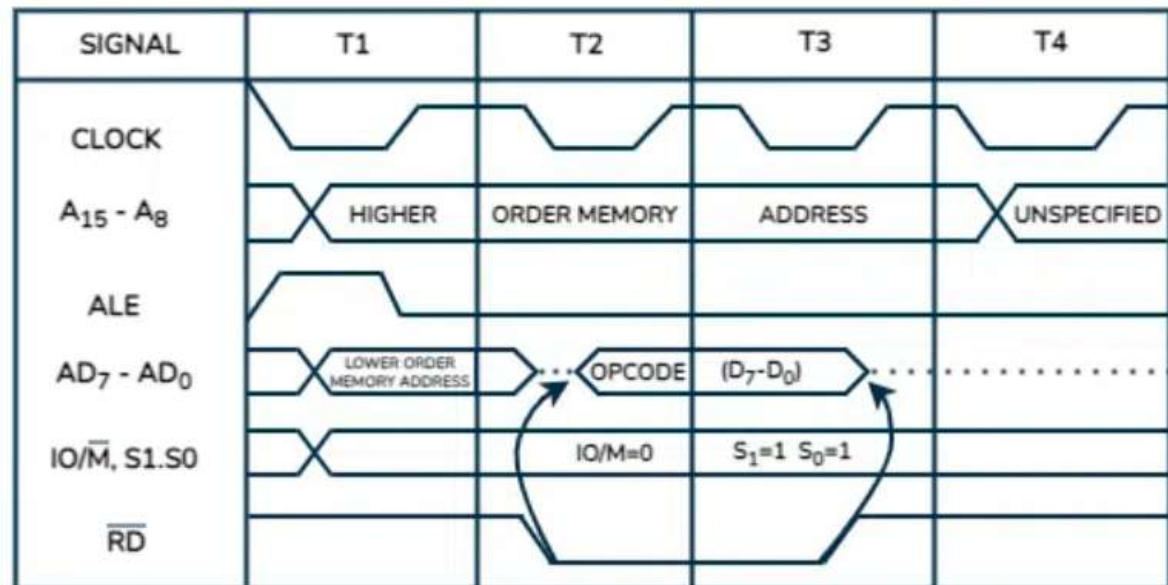 SIGNAL T1 T2 T3 T4
CLOCK
A₁₅ - A₈ HIGHER ORDER MEMORY ADDRESS UNSPECIFIED
ALE
AD₇ - AD₀ LOWER ORDER
MEMORY ADDRESS OPCODE (D₇-D₀)
IO/M̅, S1.S0 IO/M=0 S₁=1 S₀=1
R̅D̅